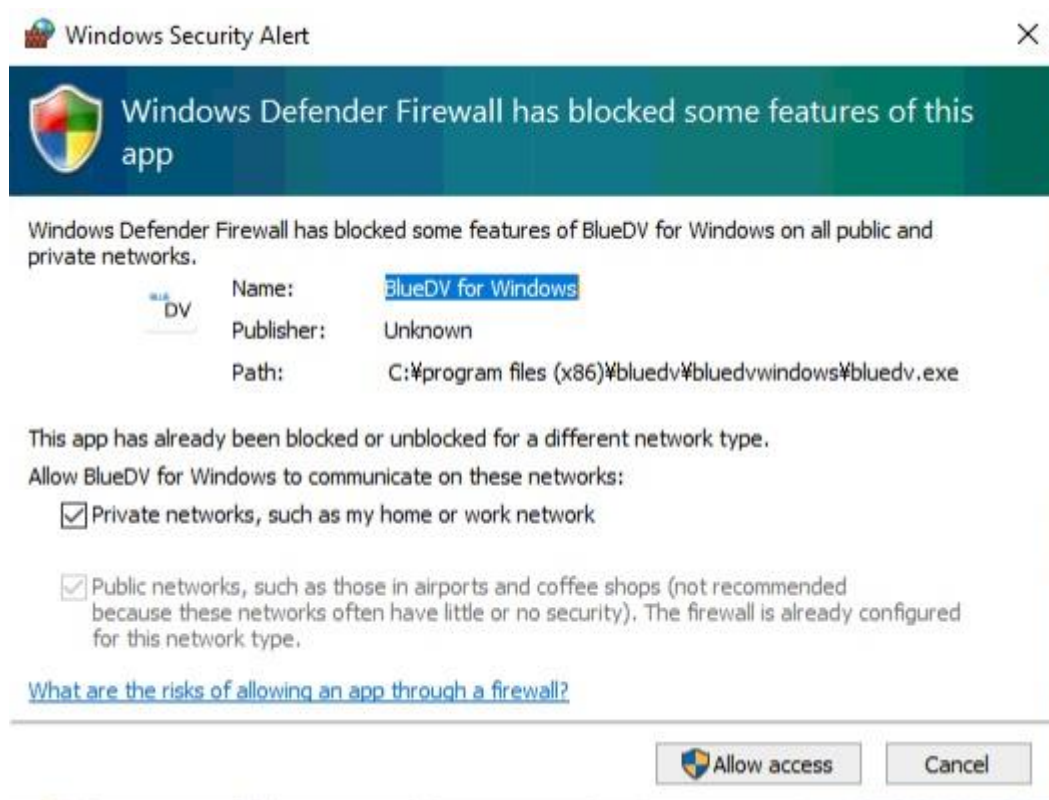 Windows Security Alert
Windows Defender Firewall has blocked some features of this
app
Windows Defender Firewall has blocked some features of BlueDV for Windows on all public and
private networks.
BLUE
DV
Name: BlueDV for Windows
Publisher: Unknown
Path: C:¥program files (x86)¥bluedv¥bluedvwindows¥bluedv.exe
This app has already been blocked or unblocked for a different network type.
Allow BlueDV for Windows to communicate on these networks:
Private networks, such as my home or work network
Public networks, such as those in airports and coffee shops (not recommended
because these networks often have little or no security). The firewall is already configured
for this network type.
What are the risks of allowing an app through a firewall?
Allow access Cancel